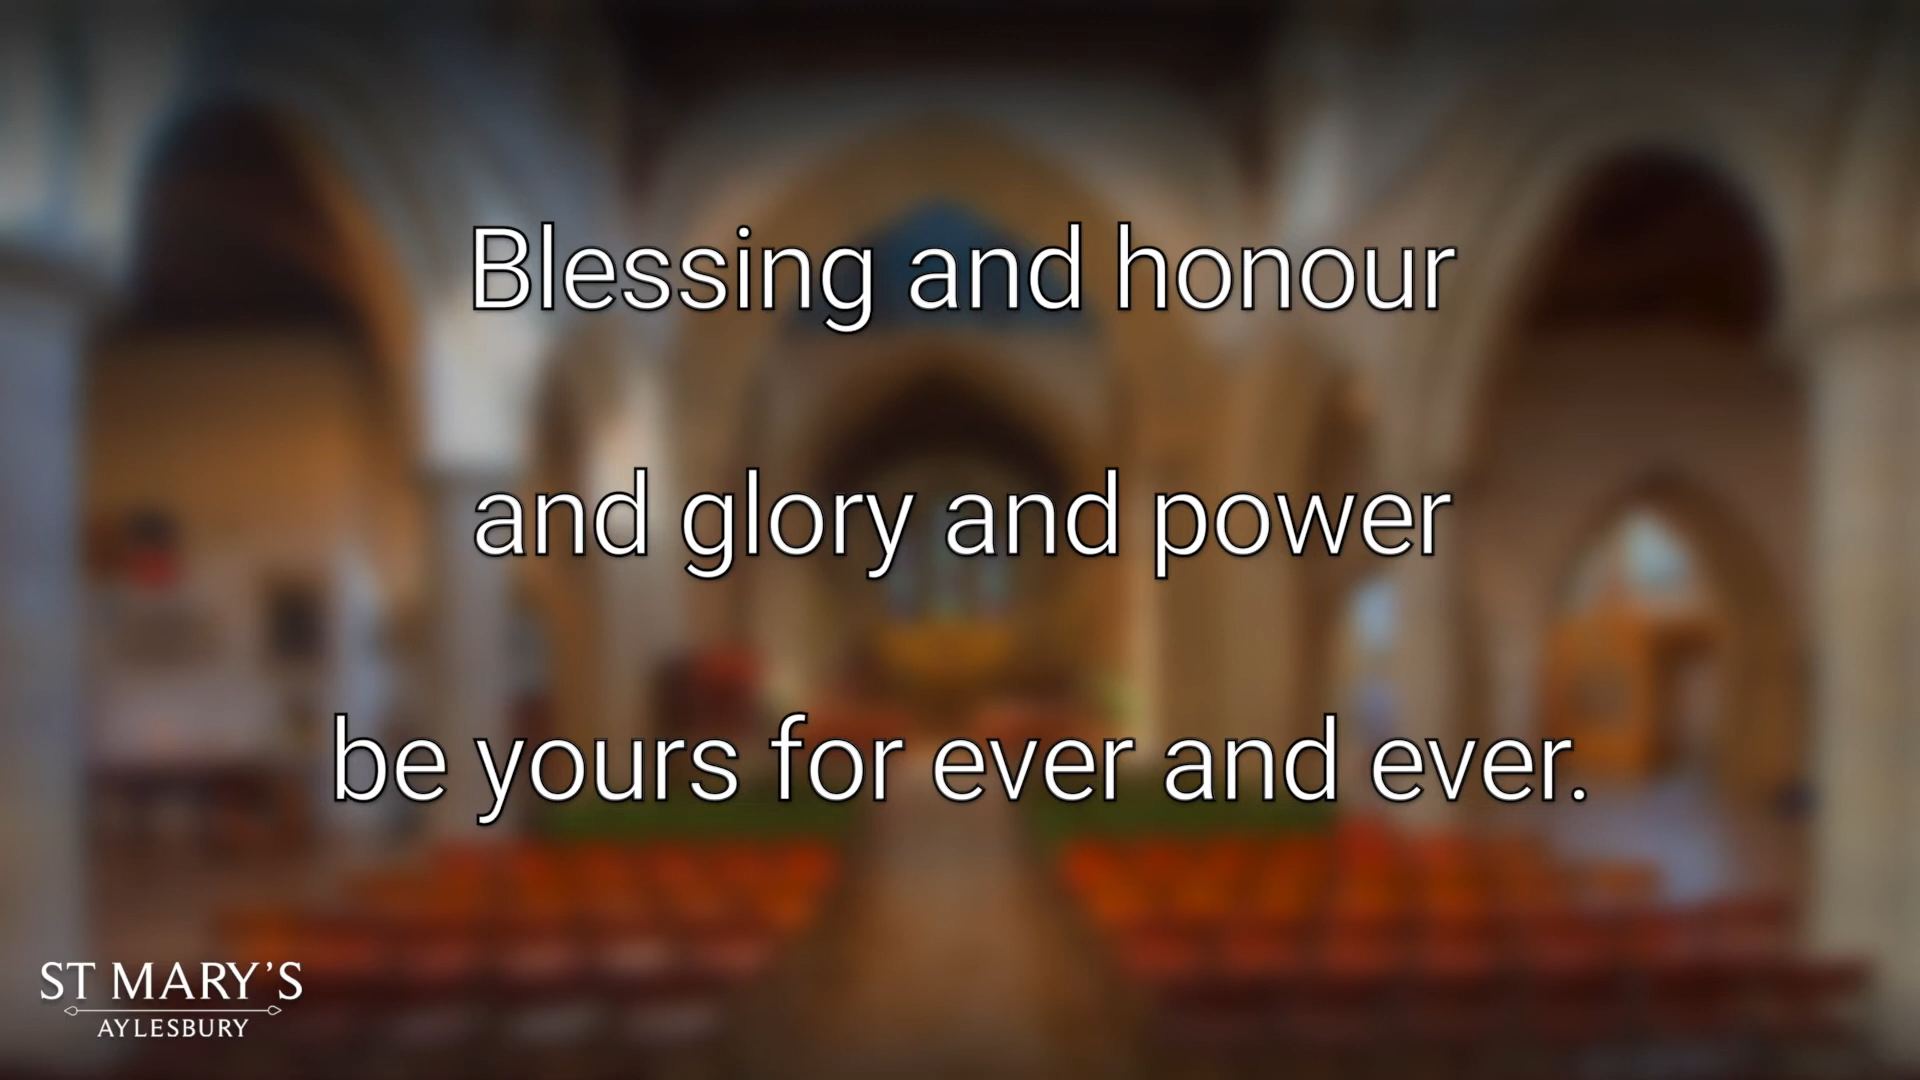 Blessing and honour
and glory and power
be yours for ever and ever.
ST MARY'S
AYLESBURY